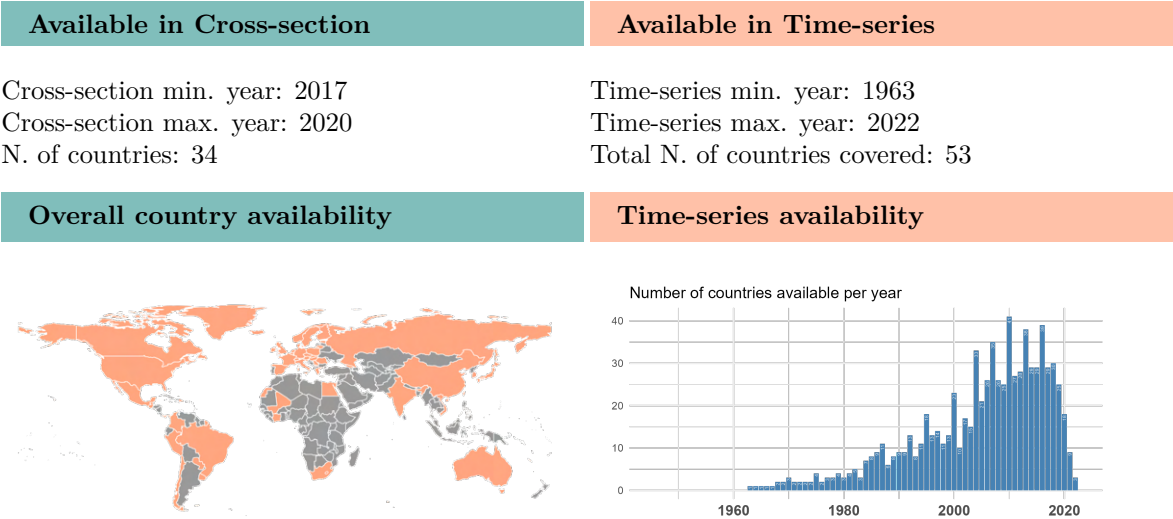 Available in Cross-section
Cross-section min. year: 2017
Cross-section max. year: 2020
N. of countries: 34
Available in Time-series
Time-series min. year: 1963
Time-series max. year: 2022
Total N. of countries covered: 53
Overall country availability
Time-series availability
Number of countries available per year
40
30
20
10
0
1960
1980
2000
2020